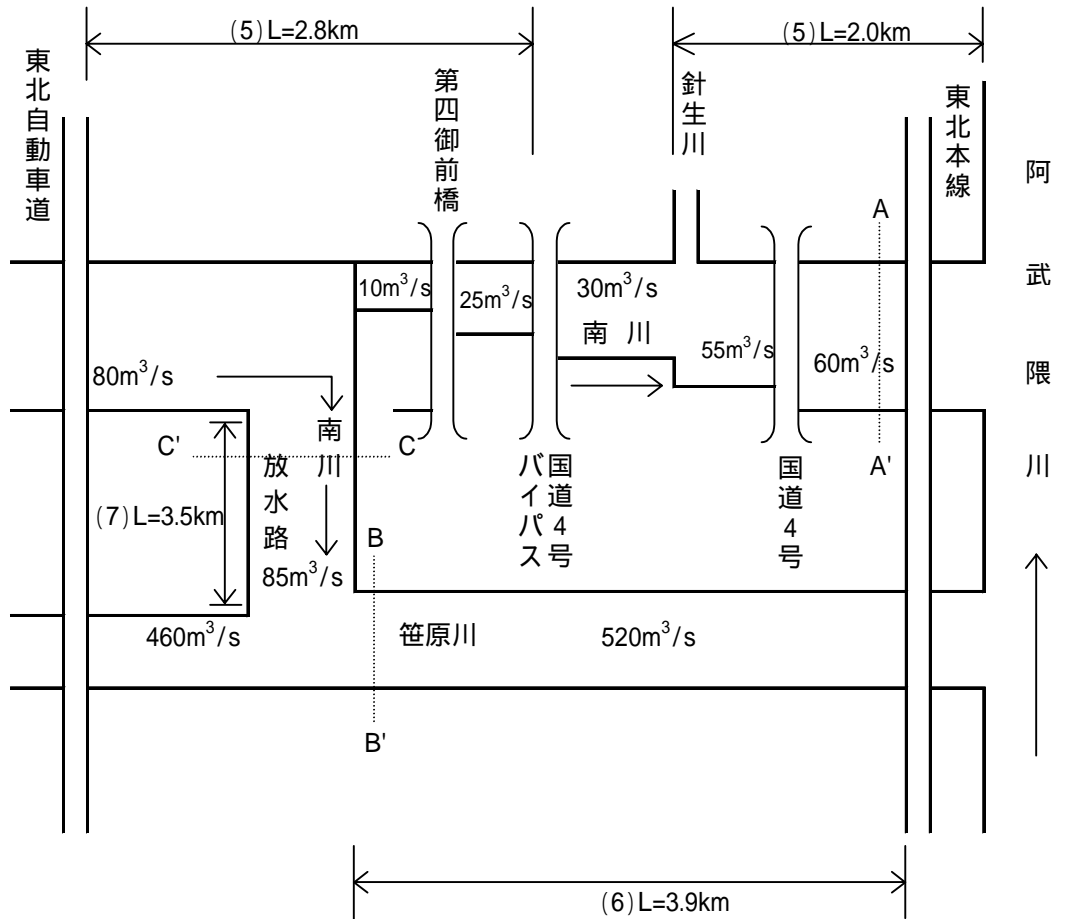 (5)L=2.8km
(5)L=2.0km
東北自動車道
第四御前橋
針生川
東北本線
阿武隈川
A
10m³/s
25m³/s
30m³/s
南川
55m³/s
60m³/s
80m³/s
南川
放水路
C'
C
国道4号
バイパス
国道4号
A'
(7)L=3.5km
B
85m³/s
460m³/s
笹原川
520m³/s
B'
(6)L=3.9km